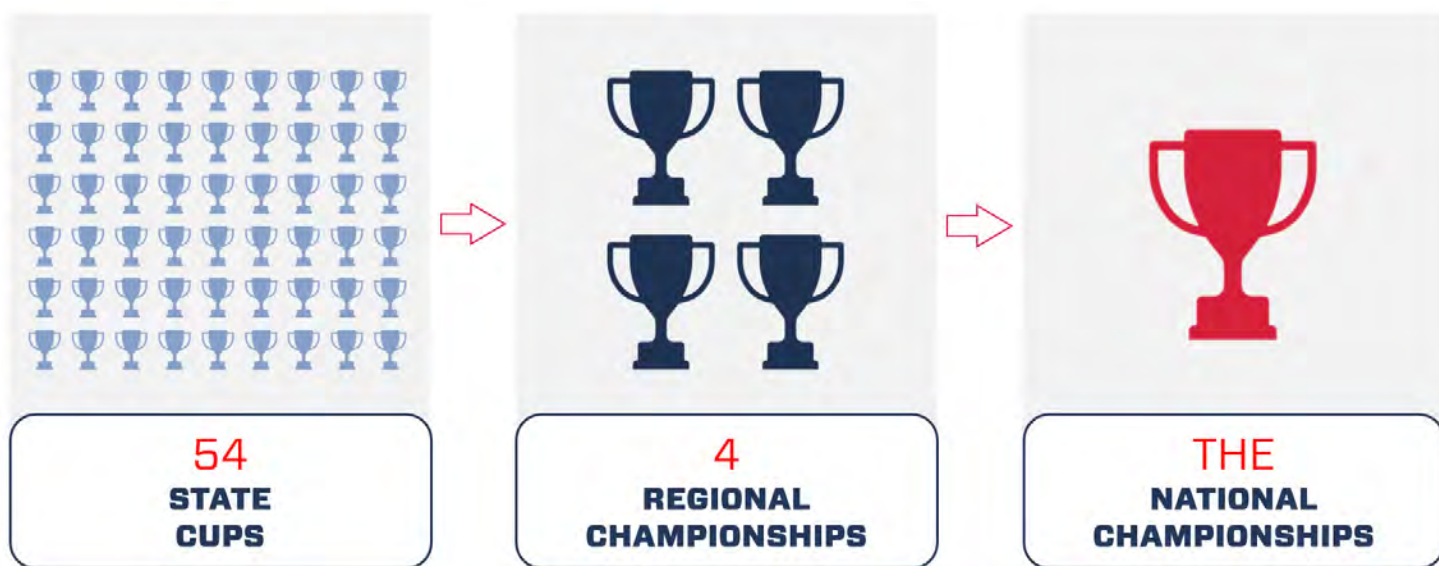 54
STATE
CUPS
4
REGIONAL
CHAMPIONSHIPS
THE
NATIONAL
CHAMPIONSHIPS